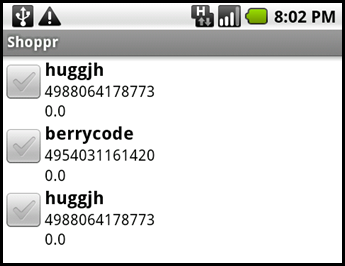 H 8:02 PM
Shoppr
huggjh
4988064178773
0.0
berrycode
4954031161420
0.0
huggjh
4988064178773
0.0